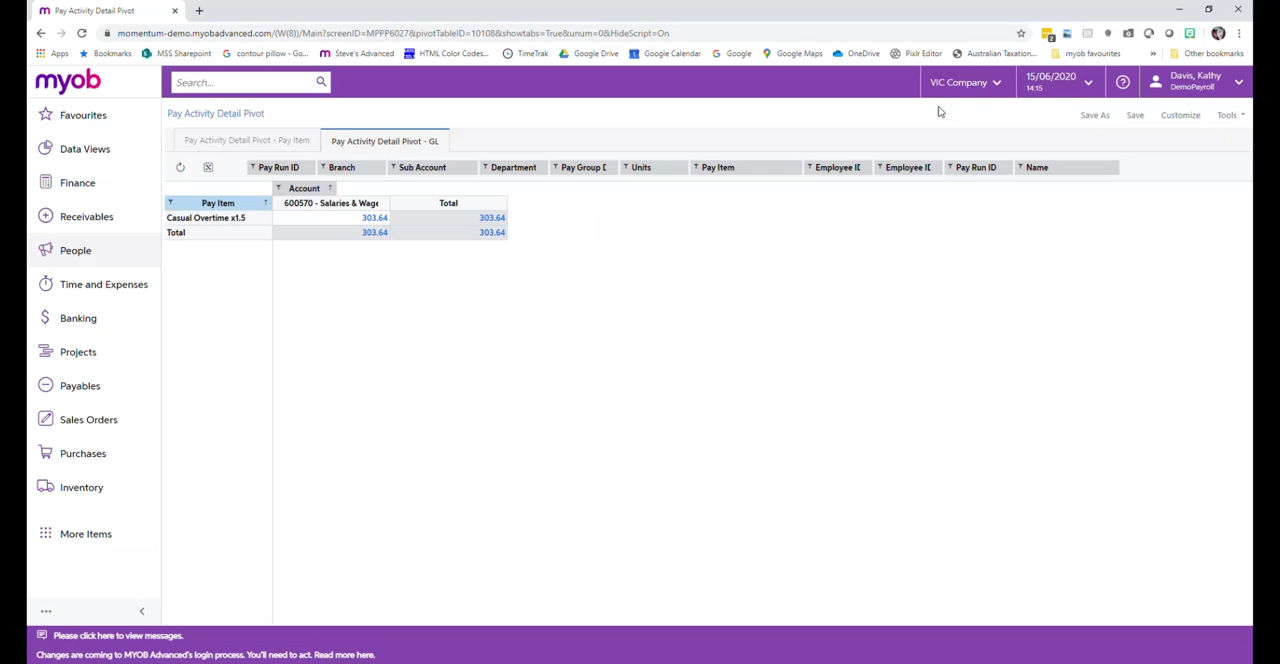 Pay Activity Detail Pivot
momentum-demo.myobadvanced.com/(W(8))/Main?screenID=MPPP6027&pivotTableID=10108&showtabs=True&unum=0&HideScript=On
Apps Bookmarks MSS Sharepoint contour pillow - Go... Steve's Advanced HTML Color Codes... TimeTrak Google Drive Google Calendar Google Google Maps OneDrive Pixlr Editor Australian Taxation... myob favourites » Other bookmarks
myob Search... VIC Company 15/06/2020 Davis, Kathy
14:15 DemoPayroll
Favourites
Data Views
Finance
Receivables
People
Time and Expenses
Banking
Projects
Payables
Sales Orders
Purchases
Inventory
More Items
Pay Activity Detail Pivot Save As Save Customize Tools
Pay Activity Detail Pivot - Pay Item Pay Activity Detail Pivot - GL
Pay Run ID Branch Sub Account Department Pay Group I Units Pay Item Employee ID Employee ID Pay Run ID Name
Account
Pay Item 600570 - Salaries & Wage Total
Casual Overtime x1.5 303.64 303.64
Total 303.64 303.64
Please click here to view messages.
Changes are coming to MYOB Advanced's login process. You'll need to act. Read more here.